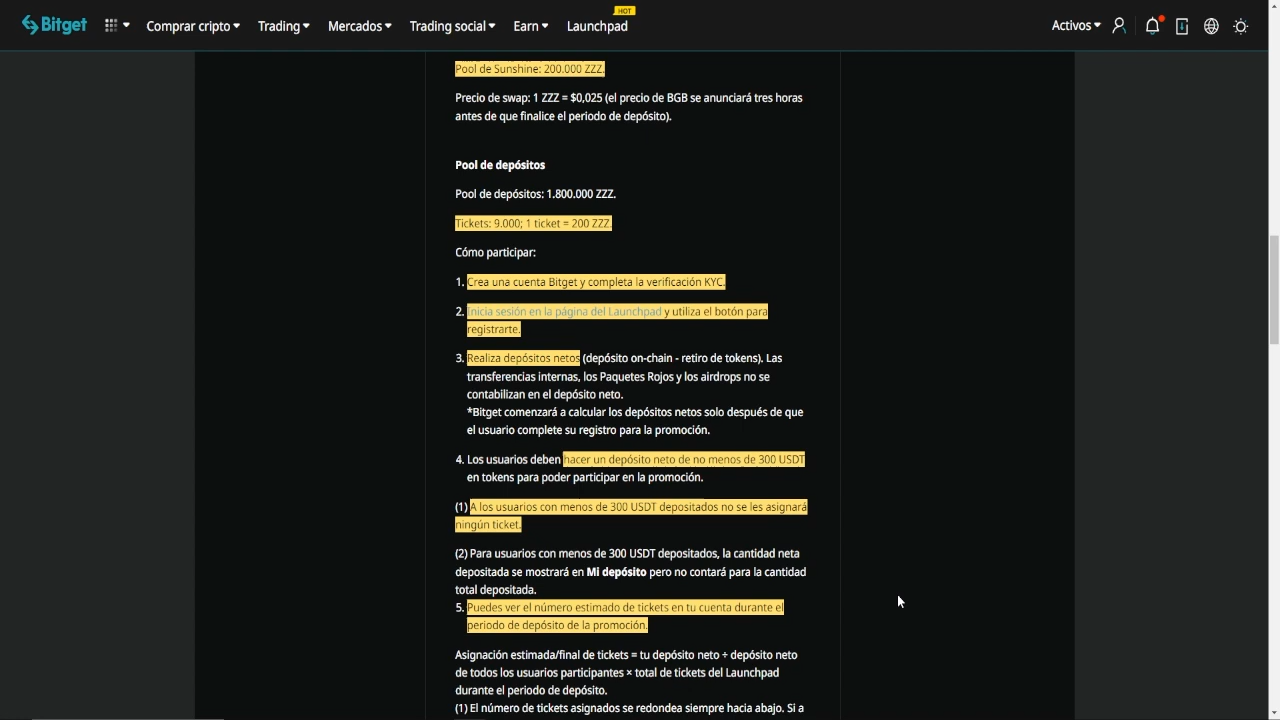 Bitget
Comprar cripto
Trading
Mercados
Trading social
Earn
Launchpad
HOT
Activos
Pool de Sunshine: 200.000 ZZZ.
Precio de swap: 1 ZZZ = $0,025 (el precio de BGB se anunciará tres horas
antes de que finalice el periodo de depósito).
Pool de depósitos
Pool de depósitos: 1.800.000 ZZZ.
Tickets: 9.000; 1 ticket = 200 ZZZ.
Cómo participar:
1. Crea una cuenta Bitget y completa la verificación KYC.
2. Inicia sesión en la página del Launchpad y utiliza el botón para
registrarte.
3. Realiza depósitos netos (depósito on-chain - retiro de tokens). Las
transferencias internas, los Paquetes Rojos y los airdrops no se
contabilizan en el depósito neto.
*Bitget comenzará a calcular los depósitos netos solo después de que
el usuario complete su registro para la promoción.
4. Los usuarios deben hacer un depósito neto de no menos de 300 USDT
en tokens para poder participar en la promoción.
(1) A los usuarios con menos de 300 USDT depositados no se les asignará
ningún ticket.
(2) Para usuarios con menos de 300 USDT depositados, la cantidad neta
depositada se mostrará en Mi depósito pero no contará para la cantidad
total depositada.
5. Puedes ver el número estimado de tickets en tu cuenta durante el
periodo de depósito de la promoción.
Asignación estimada/final de tickets = tu depósito neto ÷ depósito neto
de todos los usuarios participantes × total de tickets del Launchpad
durante el periodo de depósito.
(1) El número de tickets asignados se redondea siempre hacia abajo. Si a